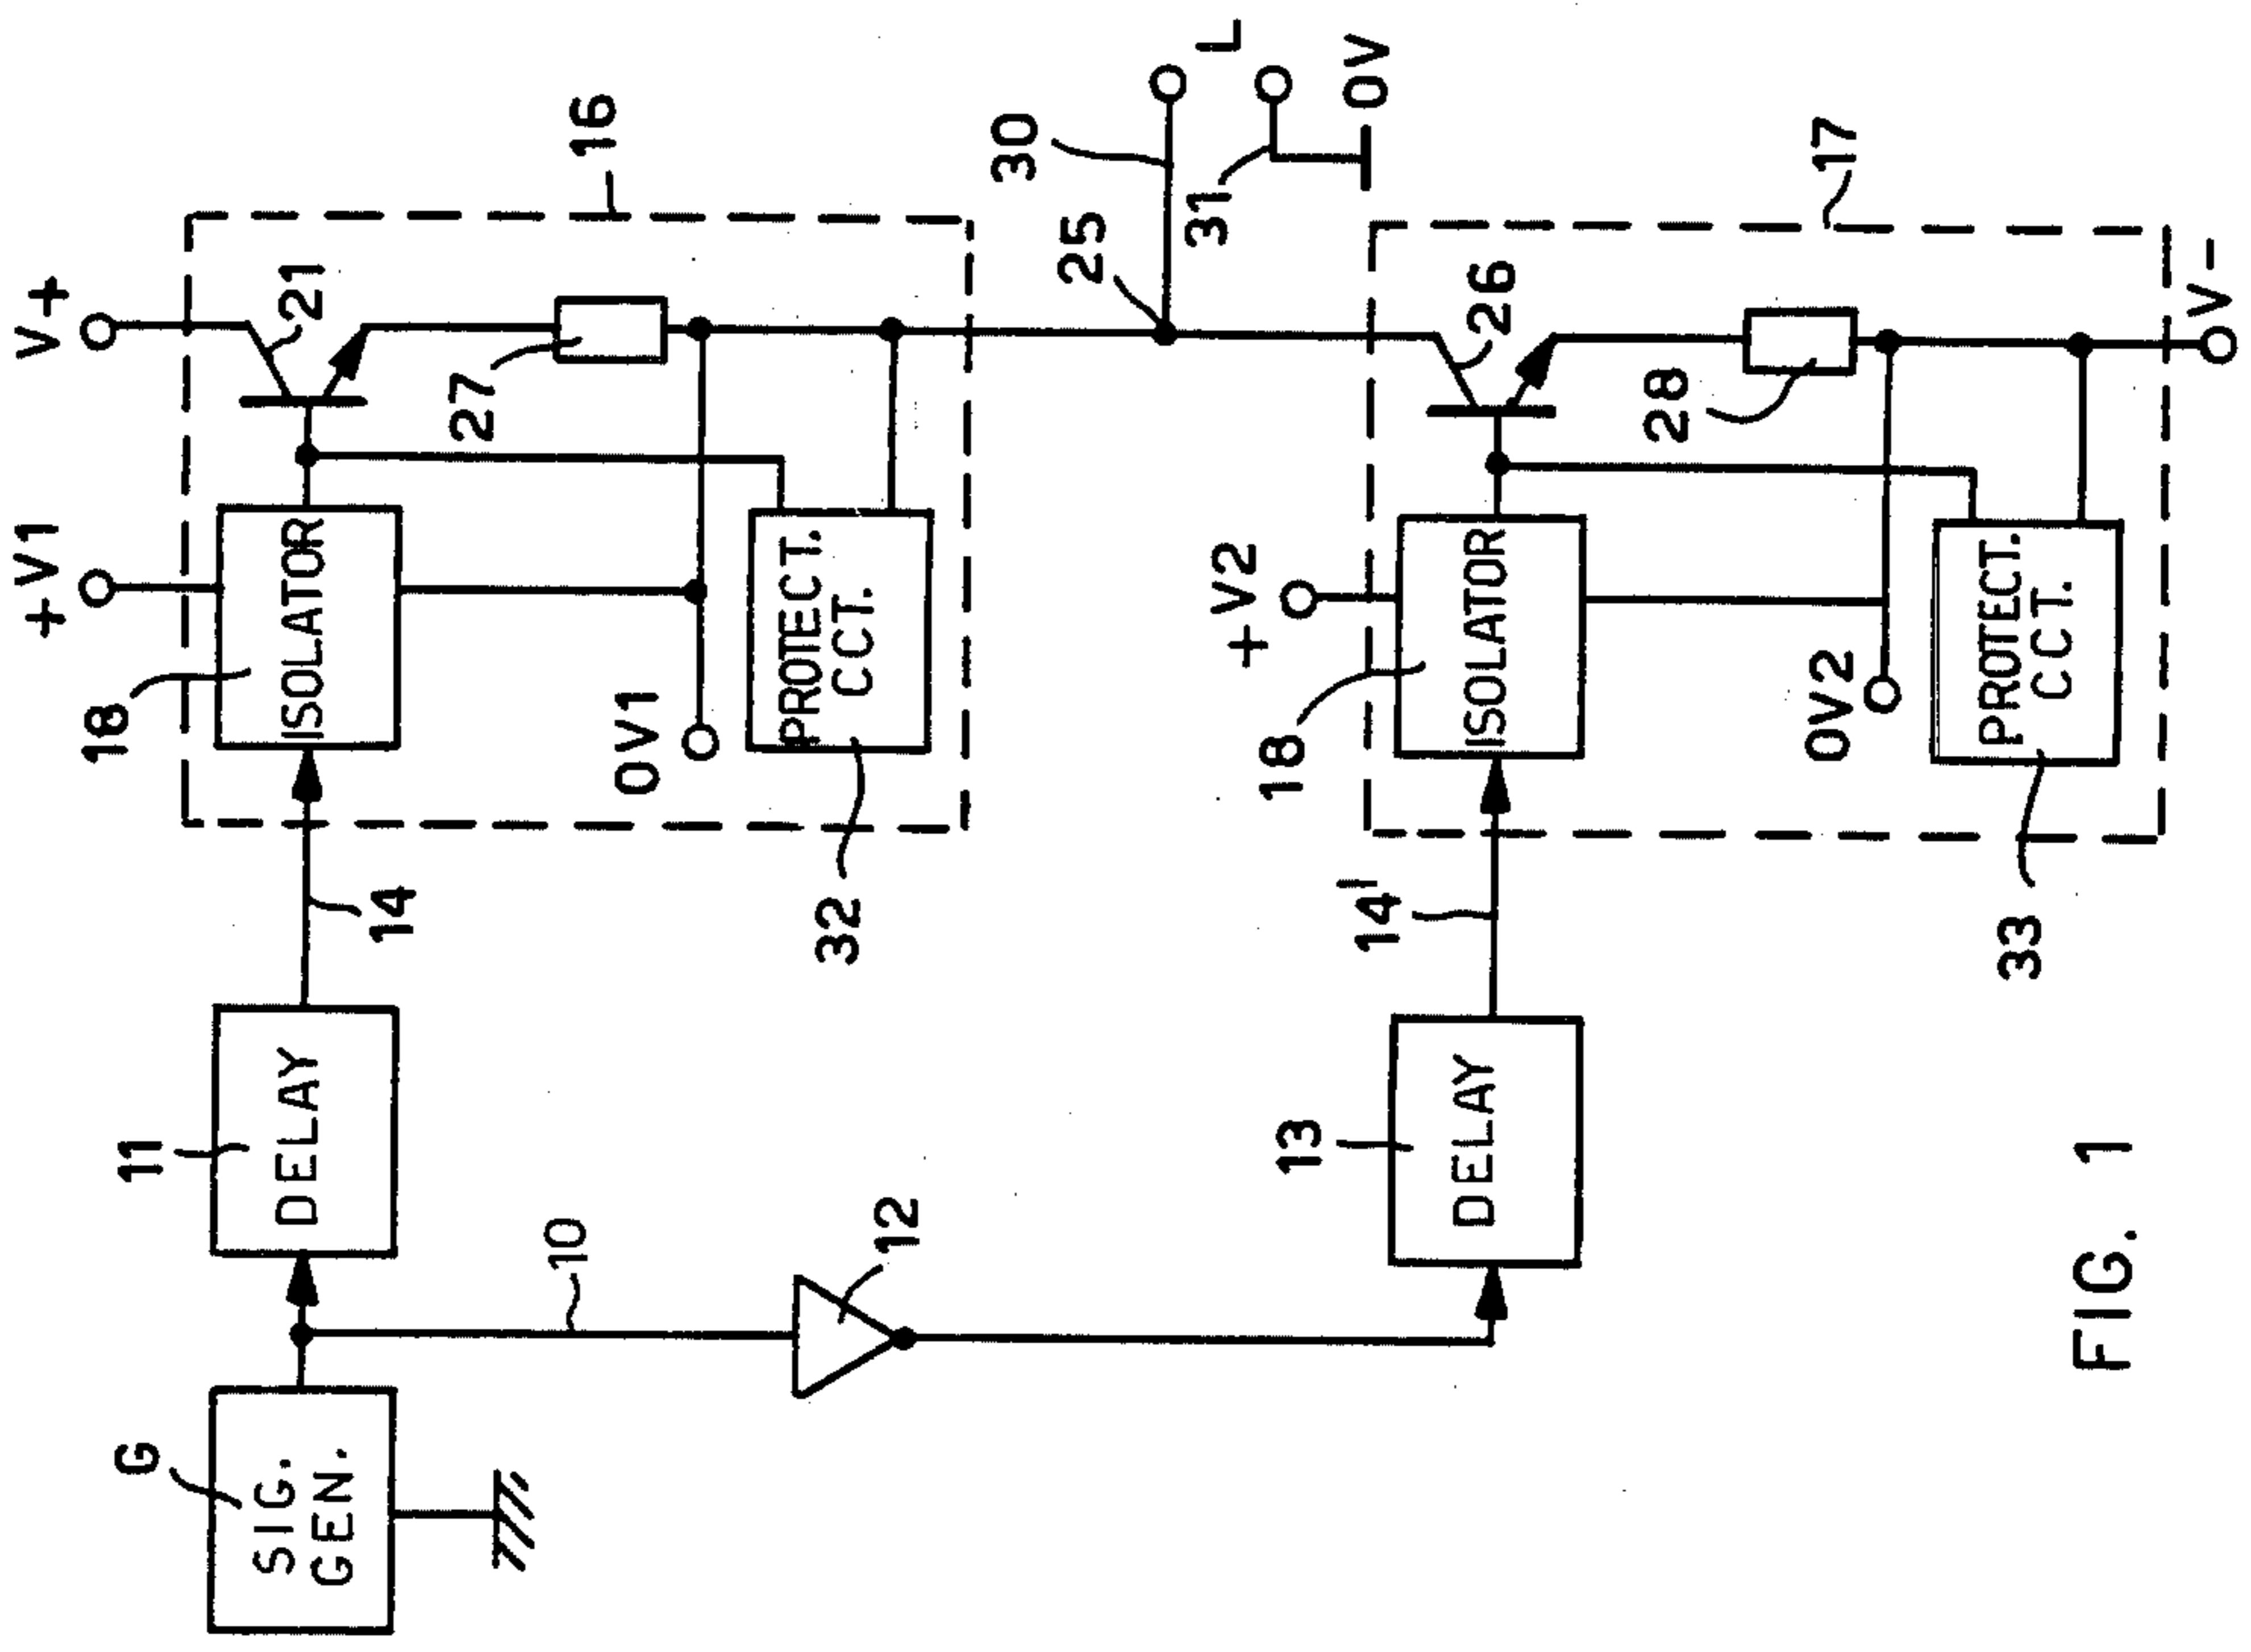 V+
+V1
16
21
27
18
ISOLATOR
0V1
PROTECT.
CCT.
32
14
11
DELAY
10
12
G
SIG.
GEN.
L
30
25
31
0V
17
26
28
+V2
18
ISOLATOR
0V2
PROTECT.
CCT.
33
V-
14'
13
DELAY
FIG. 1